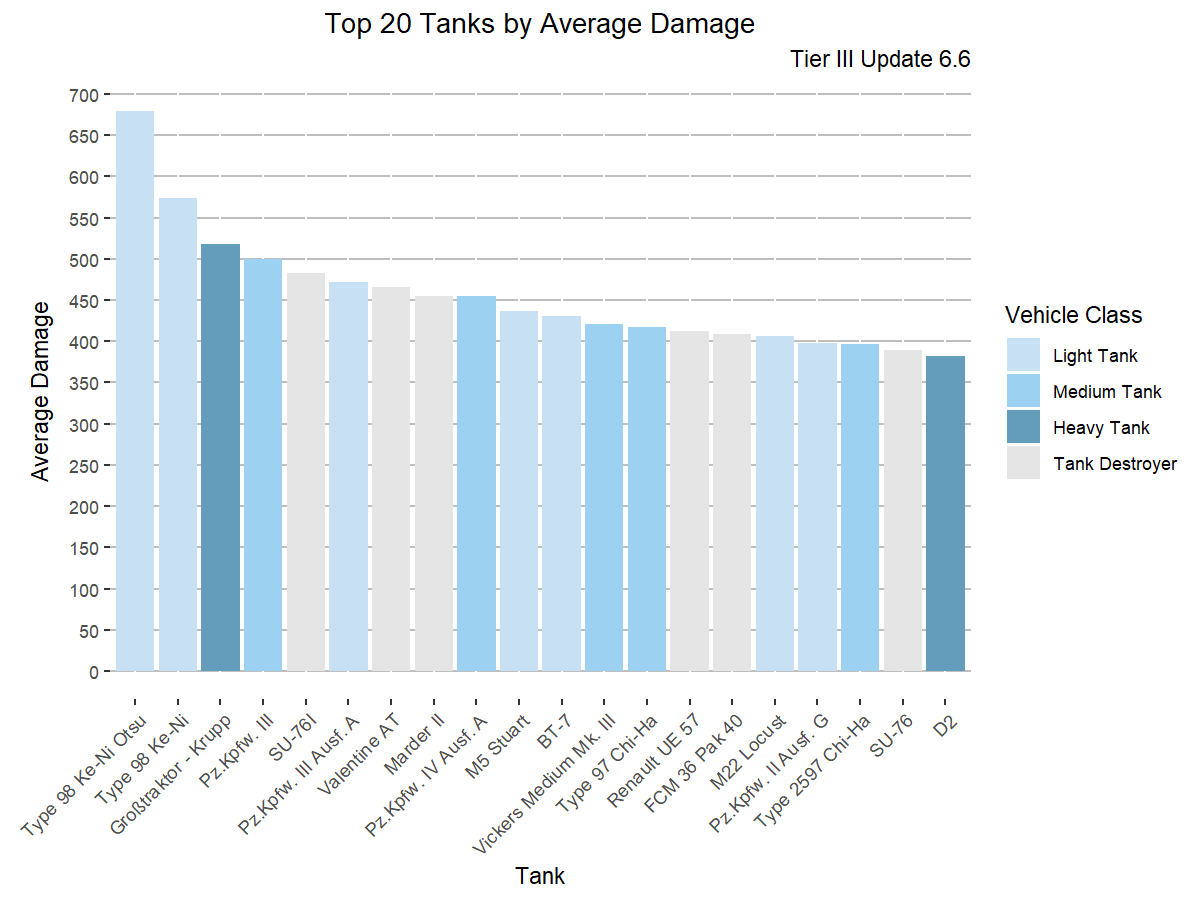 Top 20 Tanks by Average Damage
Tier III Update 6.6
Average Damage
700
650
600
550
500
450
400
350
300
250
200
150
100
50
0
Type 98 Ke-Ni Otsu
Type 98 Ke-Ni
Großtraktor - Krupp
Pz.Kpfw. III
SU-76I
Pz.Kpfw. III Ausf. A
Valentine AT
Marder II
Pz.Kpfw. IV Ausf. A
M5 Stuart
BT-7
Vickers Medium Mk. III
Type 97 Chi-Ha
Renault UE 57
FCM 36 Pak 40
M22 Locust
Pz.Kpfw. II Ausf. G
Type 2597 Chi-Ha
SU-76
D2
Tank
Vehicle Class
Light Tank
Medium Tank
Heavy Tank
Tank Destroyer